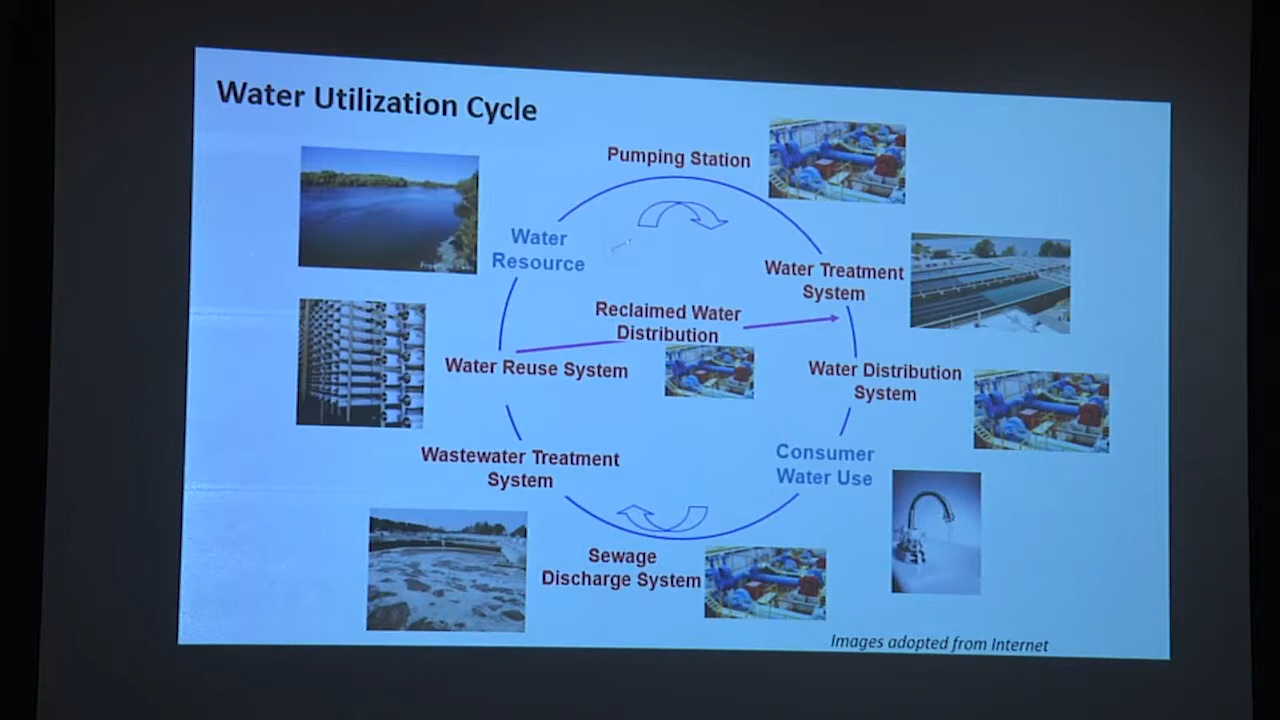 Water Utilization Cycle
Pumping Station
Water
Resource
Water Treatment
System
Reclaimed Water
Distribution
Water Reuse System
Water Distribution
System
Wastewater Treatment
System
Consumer
Water Use
Sewage
Discharge System
Images adopted from Internet